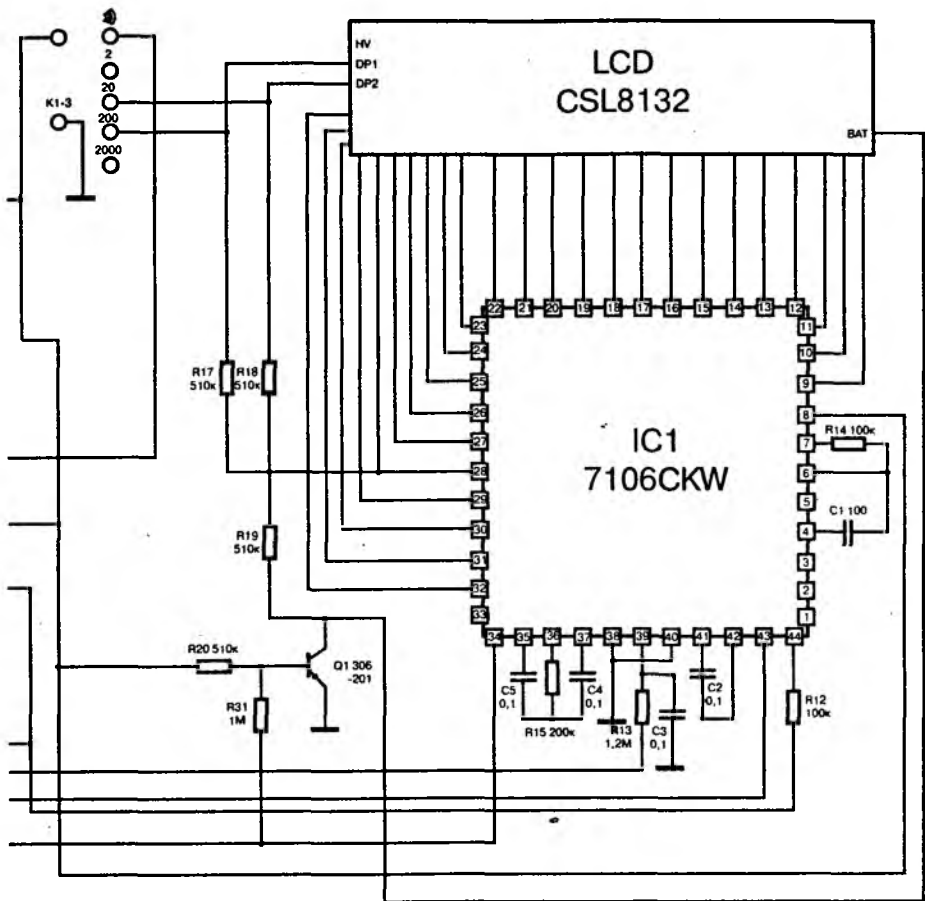 2
20
K1-3
200
2000
HV
DP1
DP2
LCD
CSL8132
BAT
22 21 20 19 18 17 16 15 14 13 12
23
24
25
26
27
28
29
30
31
32
33
11
10
9
8
7
6
5
4
3
2
1
IC1
7106CKW
R14 100к
C1 100
R17
510к
R18
510к
R19
510к
34 35 36 37 38 39 40 41 42 43 44
R20 510к
Q1 306
-201
R31
1M
C5
0,1
R15 200к
C4
0,1
R13
1,2M
C3
0,1
C2
0,1
R12
100к